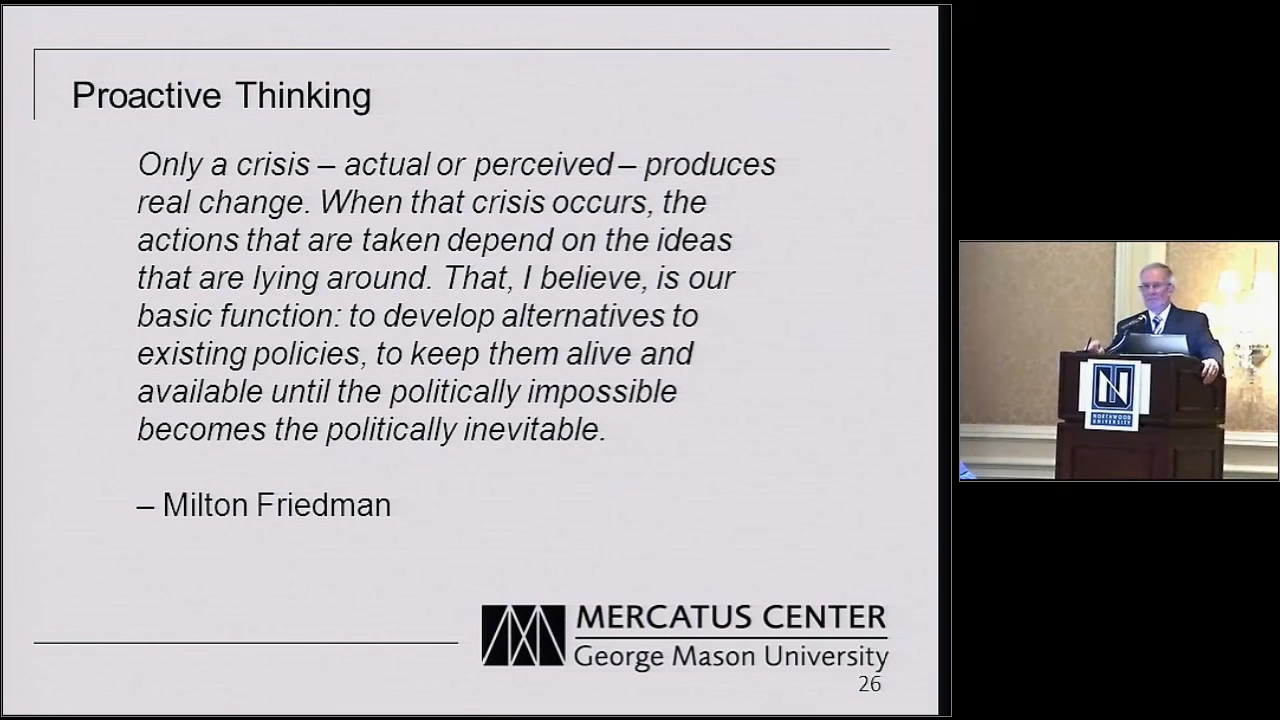 Proactive Thinking
Only a crisis – actual or perceived – produces
real change. When that crisis occurs, the
actions that are taken depend on the ideas
that are lying around. That, I believe, is our
basic function: to develop alternatives to
existing policies, to keep them alive and
available until the politically impossible
becomes the politically inevitable.
– Milton Friedman
MERCATUS CENTER
George Mason University
26
NORTHWOOD
UNIVERSITY